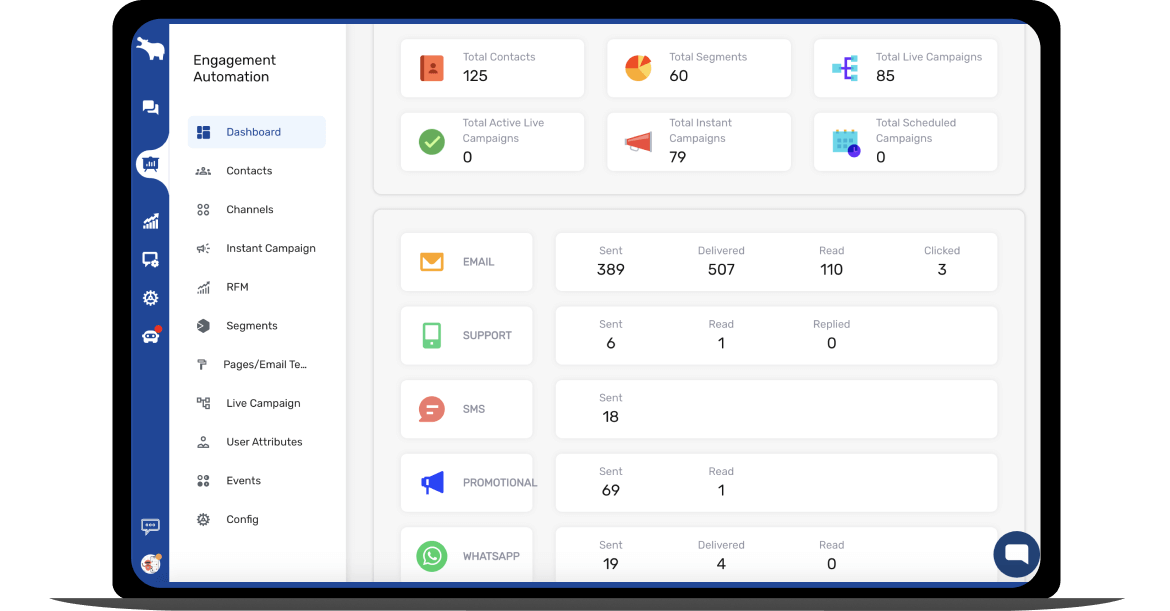 Engagement
Automation
Dashboard
Contacts
Channels
Instant Campaign
RFM
Segments
Pages/Email Te...
Live Campaign
User Attributes
Events
Config
Total Contacts
125
Total Segments
60
Total Live Campaigns
85
Total Active Live
Campaigns
0
Total Instant
Campaigns
79
Total Scheduled
Campaigns
0
EMAIL
Sent
389
Delivered
507
Read
110
Clicked
3
SUPPORT
Sent
6
Read
1
Replied
0
SMS
Sent
18
PROMOTIONAL
Sent
69
Read
1
WHATSAPP
Sent
19
Delivered
4
Read
0